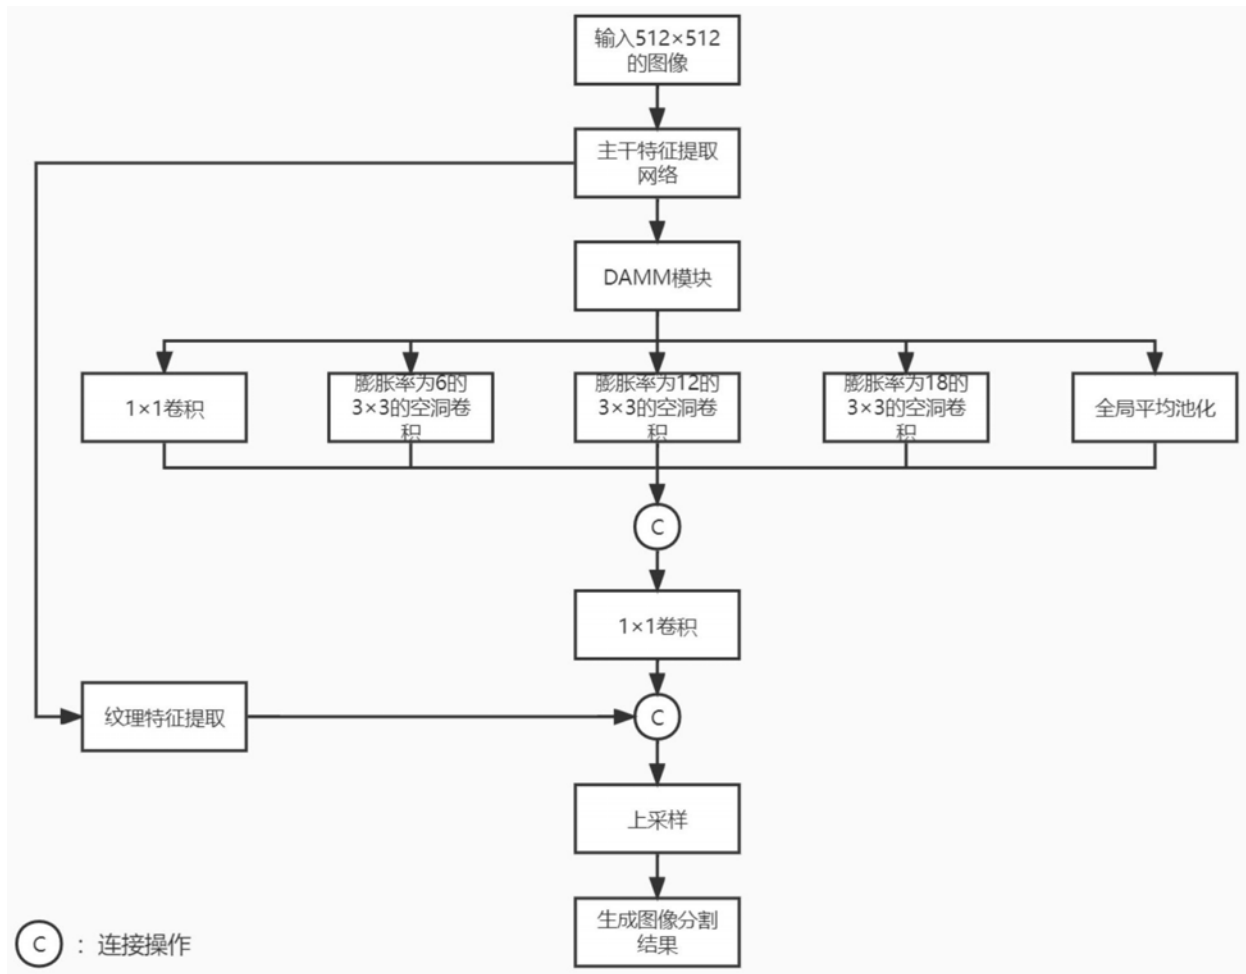 输入512×512
的图像
主干特征提取
网络
DAMM模块
1×1卷积
膨胀率为6的
3×3的空洞卷
积
膨胀率为12的
3×3的空洞卷
积
膨胀率为18的
3×3的空洞卷
积
全局平均池化
C
1×1卷积
纹理特征提取
C
上采样
生成图像分割
结果
C : 连接操作